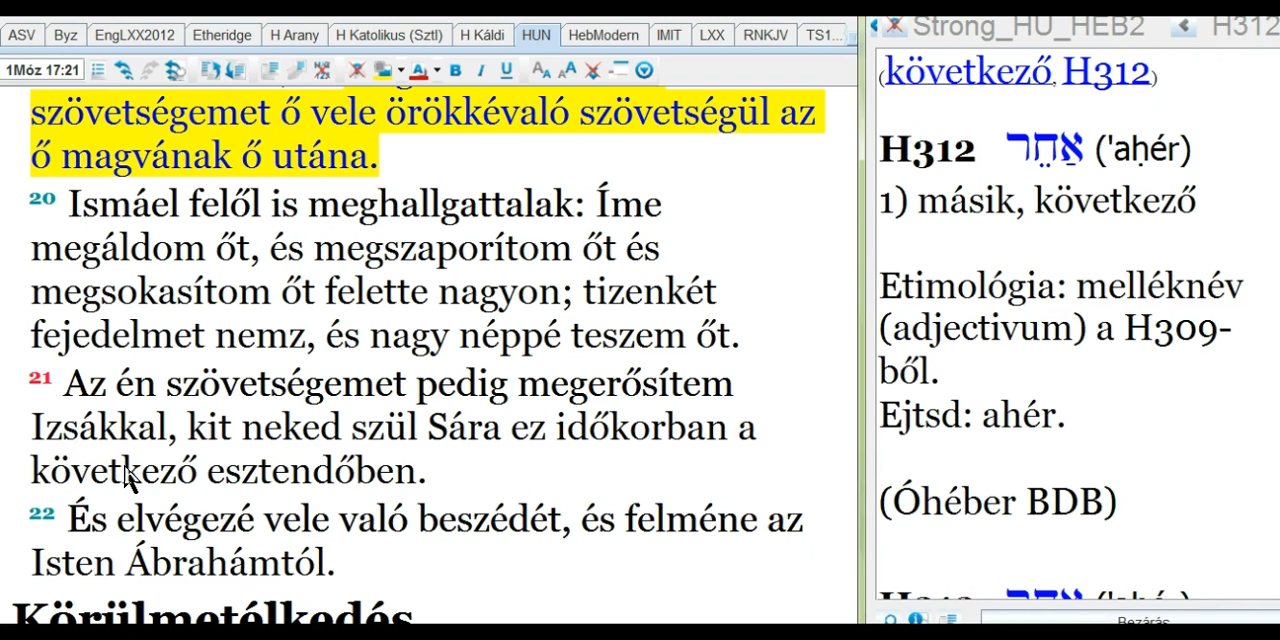 ASV Byz EngLXX2012 Etheridge H Arany H Katolikus (Sztl) H Káldi HUN HebModern IMIT LXX RNKJV TS1...
1Móz 17:21
szövetségemet ő vele örökkévaló szövetségül az
ő magvának ő utána.
20 Ismáel felől is meghallgattalak: Íme
megáldom őt, és megszaporítom őt és
megsokasítom őt felette nagyon; tizenkét
fejedelmet nemz, és nagy néppé teszem őt.
21 Az én szövetségemet pedig megerősítem
Izsákkal, kit neked szül Sára ez időkorban a
következő esztendőben.
22 És elvégezé vele való beszédét, és felméne az
Isten Ábrahámtól.
Körülmetélkedés
Strong_HU_HEB2 H312
(következő, H312)
H312 אַחֵר ('aḥér)
1) másik, következő
Etimológia: melléknév
(adjectivum) a H309-
ből.
Ejtsd: ahér.
(Óhéber BDB)
Bezárás